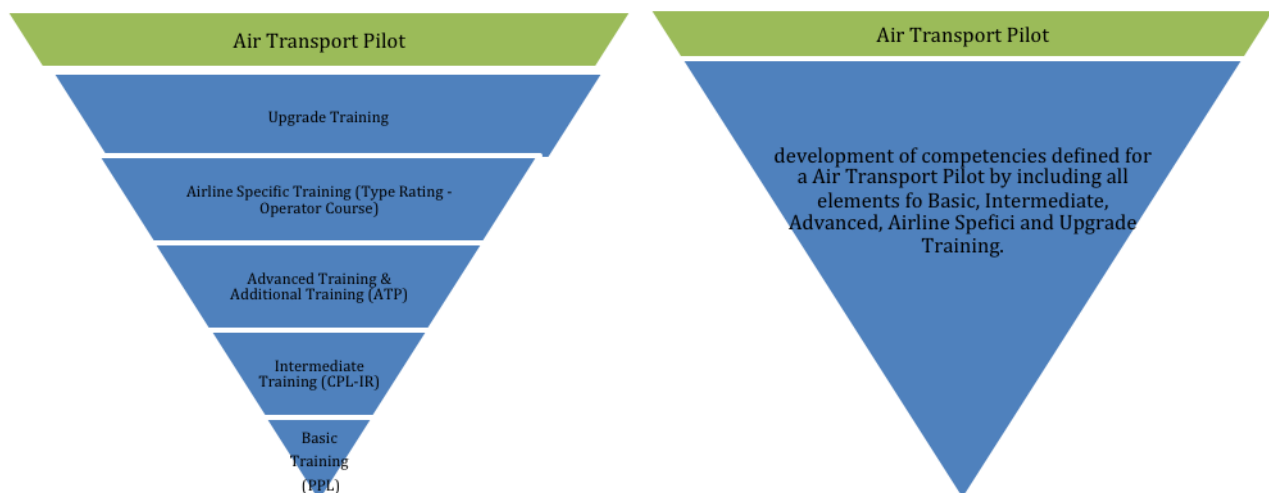 Air Transport Pilot
Upgrade Training
Airline Specific Training (Type Rating -
Operator Course)
Advanced Training &
Additional Training (ATP)
Intermediate
Training (CPL-IR)
Basic
Training
(PPL)
Air Transport Pilot
development of competencies defined for
a Air Transport Pilot by including all
elements fo Basic, Intermediate,
Advanced, Airline Spefici and Upgrade
Training.